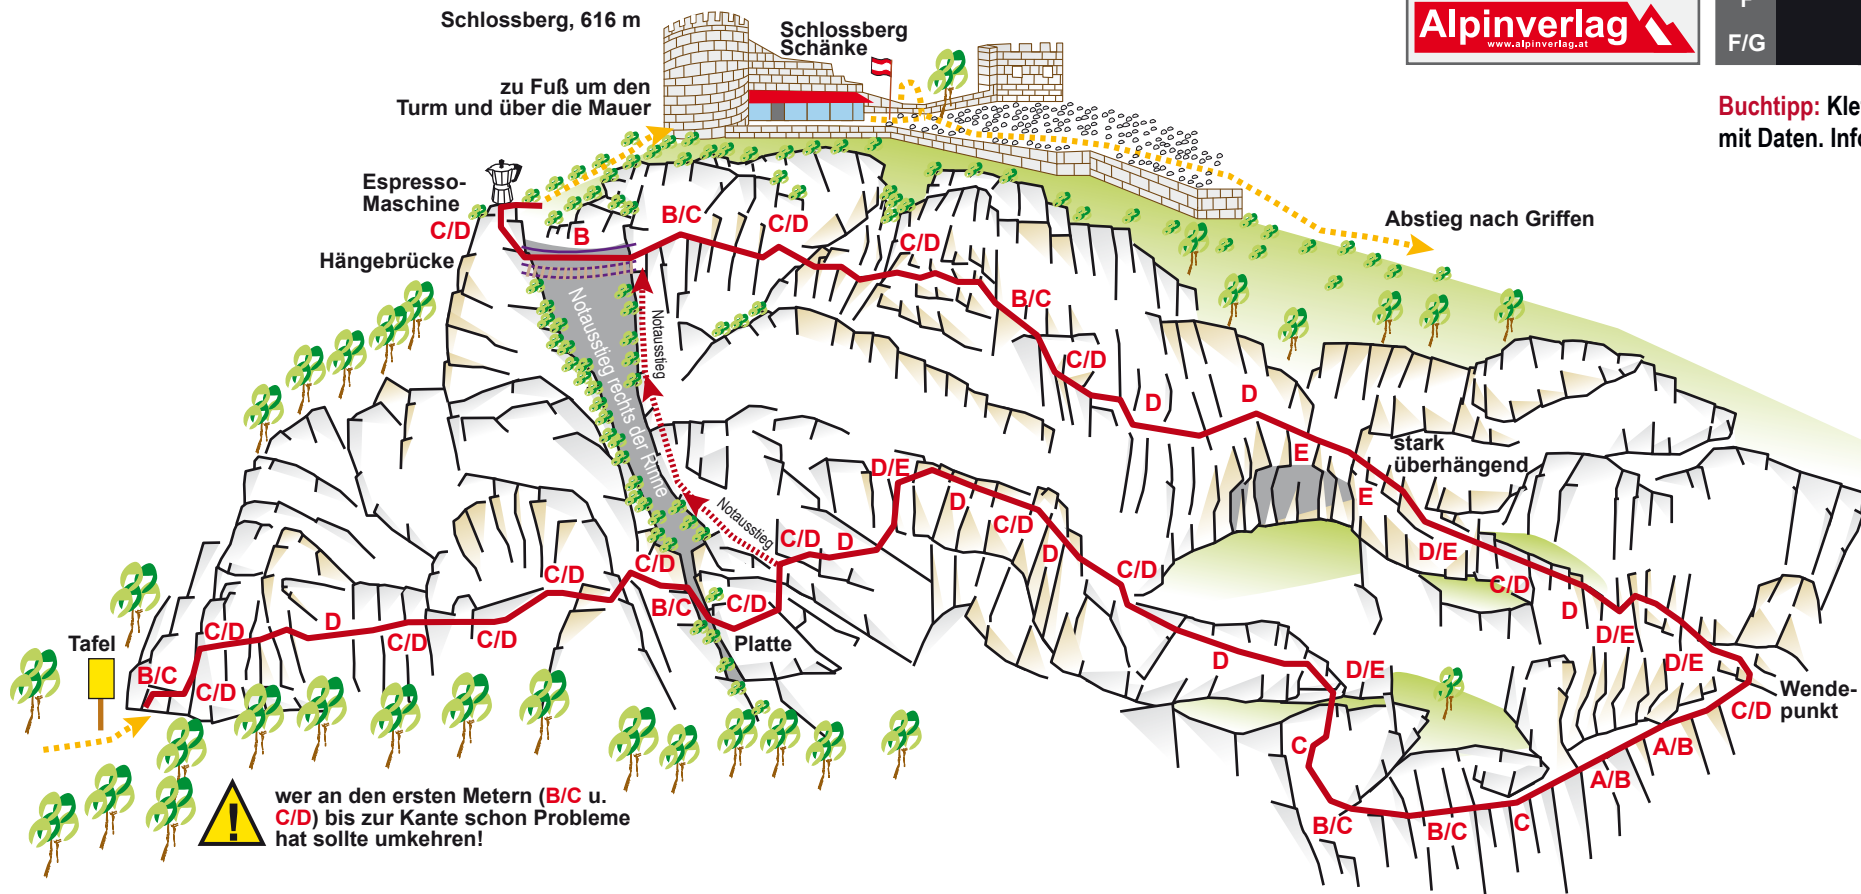 Schlossberg, 616 m
Schlossberg
Schänke
zu Fuß um den
Turm und über die Mauer
Alpinverlag
www.alpinverlag.at
F/G
Buchtipp: Kle
mit Daten. Info
Espresso-
Maschine
C/D
Hängebrücke
B
B/C
C/D
C/D
Abstieg nach Griffen
B/C
C/D
D
D
E
stark
überhängend
E
D/E
C/D
D
D/E
D/E
Wende-
punkt
C/D
A/B
A/B
C
B/C
B/C
C
D/E
D
C/D
D
C/D
D
D/E
D
C/D
Notausstieg
Notausstieg
Notausstieg rechts der Rinne
C/D
Platte
B/C
C/D
C/D
C/D
C/D
D
C/D
C/D
B/C
Tafel
wer an den ersten Metern (B/C u.
C/D) bis zur Kante schon Probleme
hat sollte umkehren!